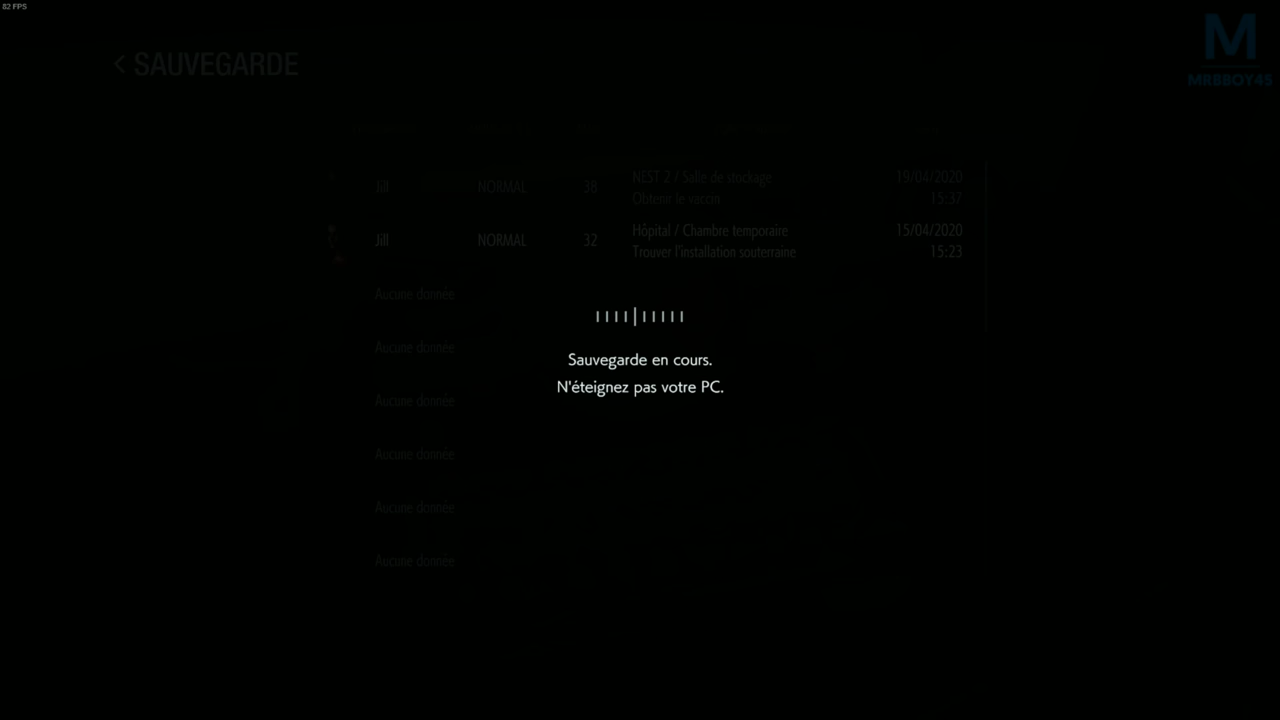 82 FPS
M
MRBBOY45
< SAUVEGARDE
Jill NORMAL 38 NEST 2 / Salle de stockage 19/04/2020
Obtenir le vaccin 15:37
Jill NORMAL 32 Hôpital / Chambre temporaire 15/04/2020
Trouver l'installation souterraine 15:23
Aucune donnée
Sauvegarde en cours.
Aucune donnée
N'éteignez pas votre PC.
Aucune donnée
Aucune donnée
Aucune donnée
Aucune donnée